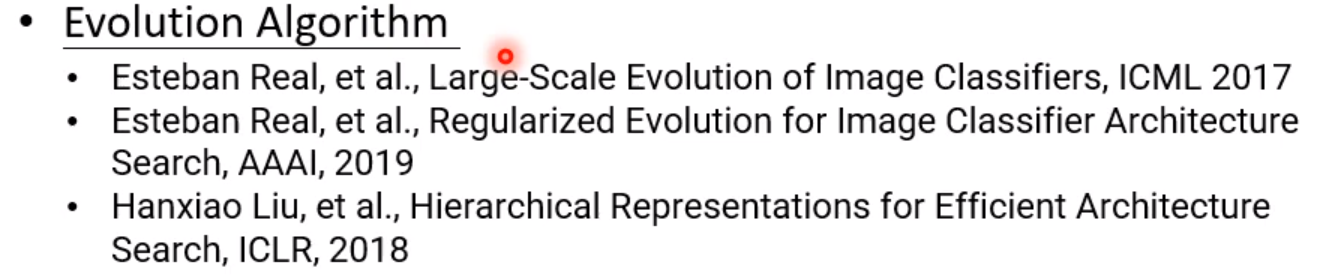 • Evolution Algorithm
• Esteban Real, et al., Large-Scale Evolution of Image Classifiers, ICML 2017
• Esteban Real, et al., Regularized Evolution for Image Classifier Architecture
Search, AAAI, 2019
• Hanxiao Liu, et al., Hierarchical Representations for Efficient Architecture
Search, ICLR, 2018